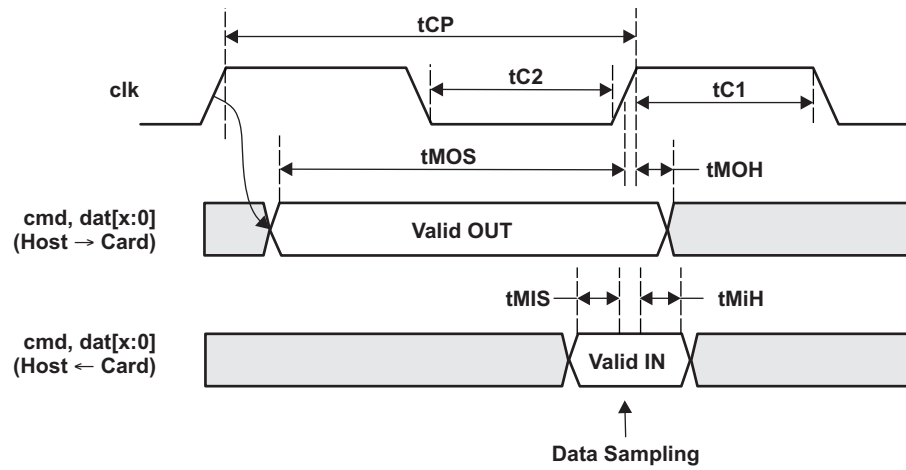 tCP
clk
tC2
tC1
tMOS
tMOH
cmd, dat[x:0]
(Host → Card)
Valid OUT
tMIS
tMiH
cmd, dat[x:0]
(Host ← Card)
Valid IN
Data Sampling